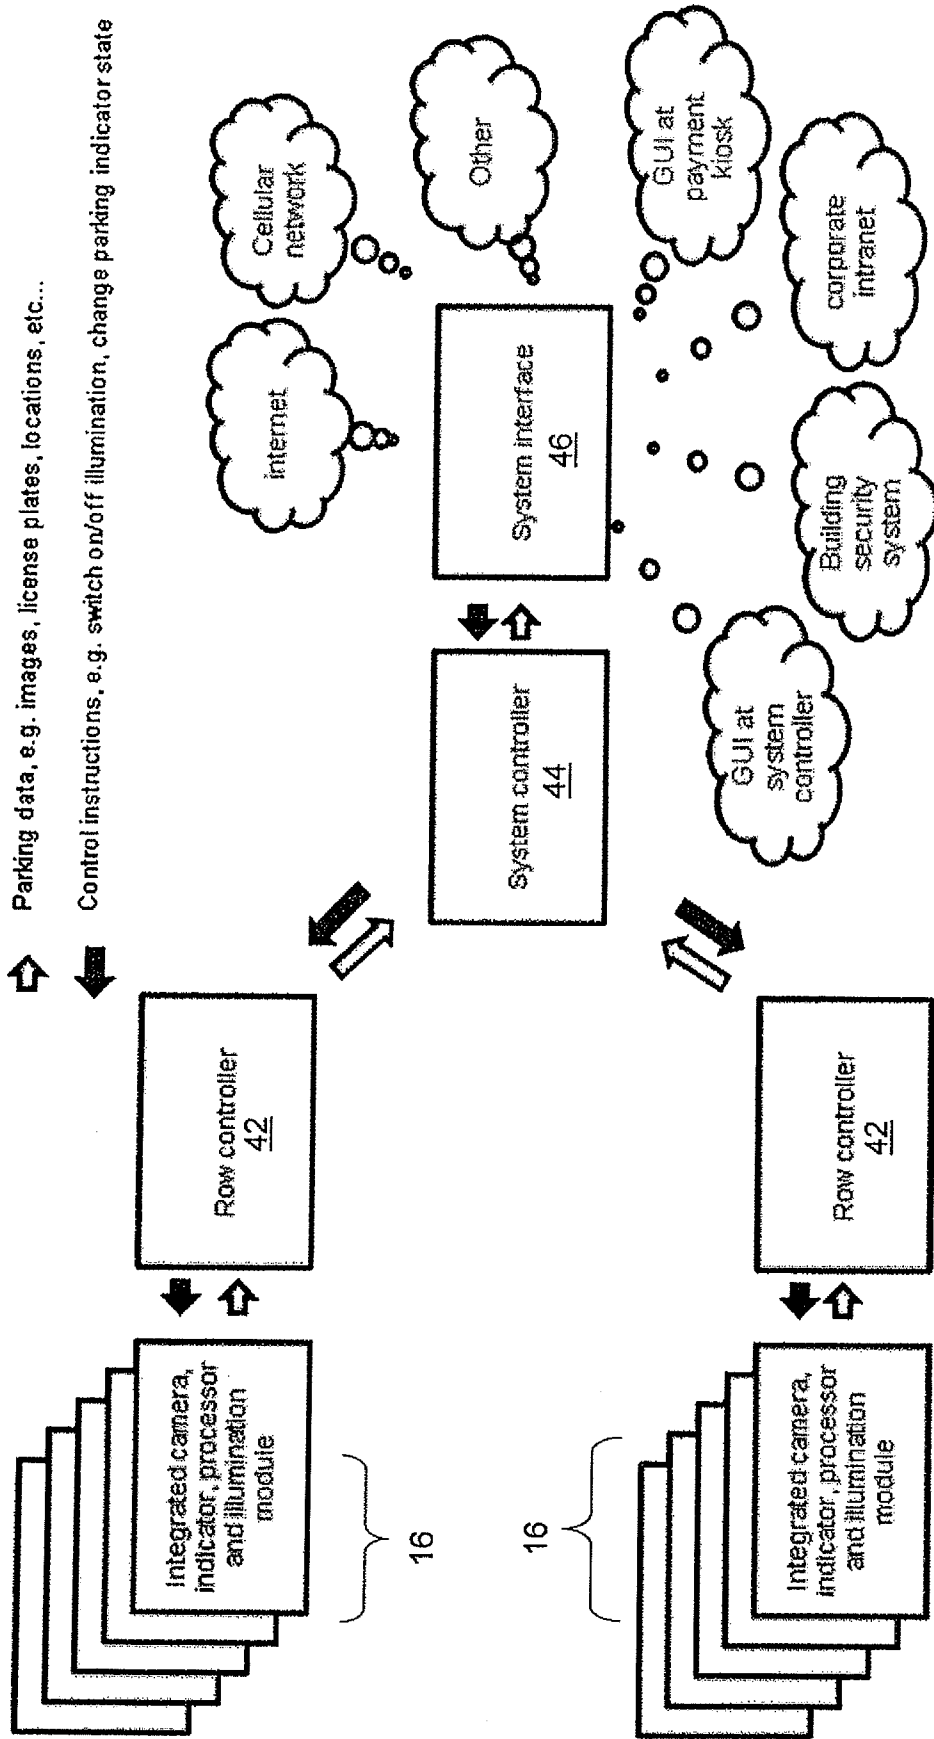 Parking data, e.g. images, license plates, locations, etc...
Control instructions, e.g. switch on/off illumination, change parking indicator state
Integrated camera,
indicator, processor
and illumination
module
16
Row controller
42
Integrated camera,
indicator, processor
and illumination
module
16
Row controller
42
System controller
44
System interface
46
internet
Cellular
network
Other
GUI at
payment
kiosk
corporate
intranet
Building
security
system
GUI at
system
controller